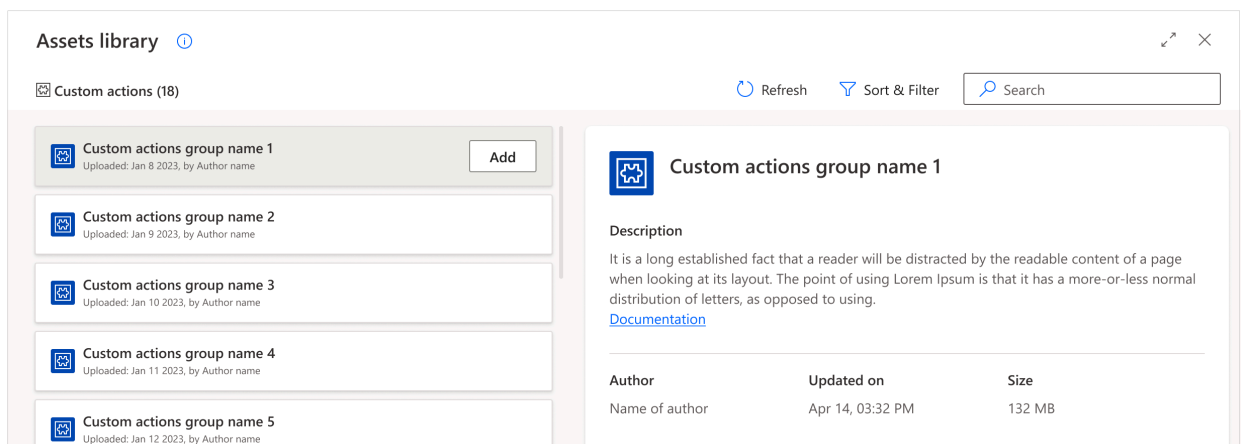 Assets library
Custom actions (18)
Refresh
Sort & Filter
Search
Custom actions group name 1
Uploaded: Jan 8 2023, by Author name
Add
Custom actions group name 2
Uploaded: Jan 9 2023, by Author name
Custom actions group name 3
Uploaded: Jan 10 2023, by Author name
Custom actions group name 4
Uploaded: Jan 11 2023, by Author name
Custom actions group name 5
Uploaded: Jan 12 2023, by Author name
Custom actions group name 1
Description
It is a long established fact that a reader will be distracted by the readable content of a page
when looking at its layout. The point of using Lorem Ipsum is that it has a more-or-less normal
distribution of letters, as opposed to using.
Documentation
Author
Updated on
Size
Name of author
Apr 14, 03:32 PM
132 MB